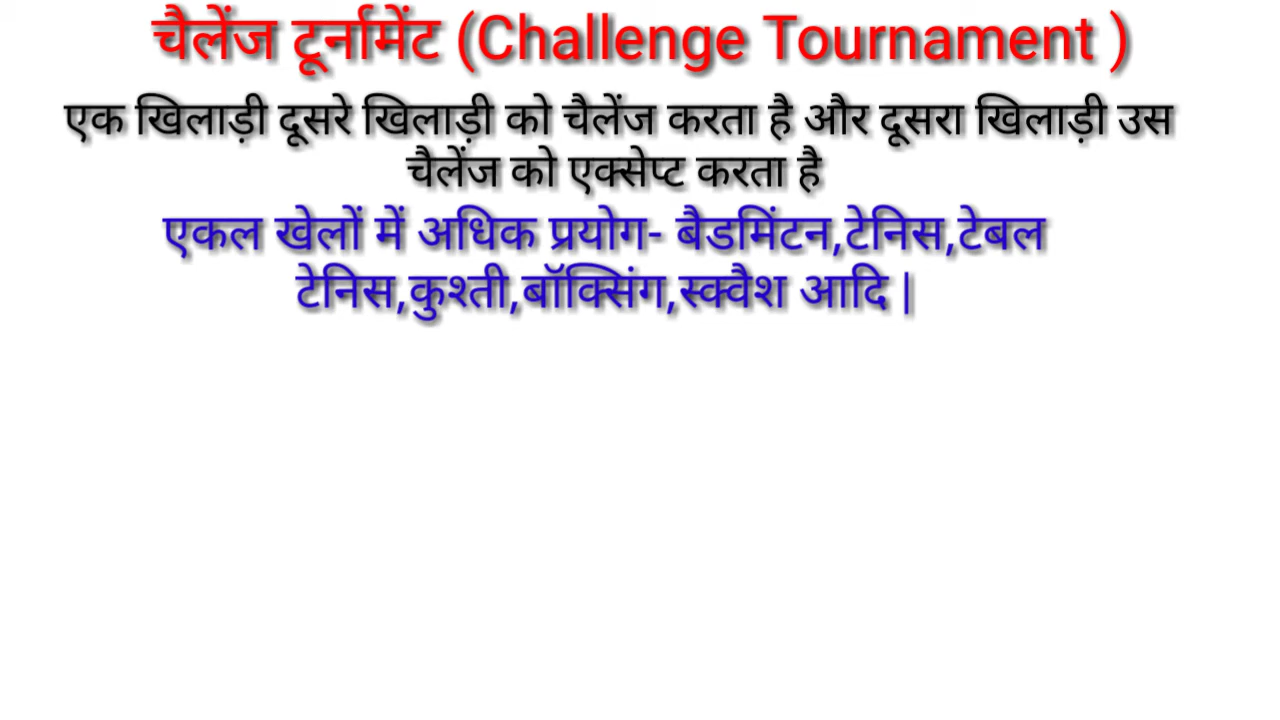 चैलेंज टूर्नामेंट (Challenge Tournament )
एक खिलाड़ी दूसरे खिलाड़ी को चैलेंज करता है और दूसरा खिलाड़ी उस
चैलेंज को एक्सेप्ट करता है
एकल खेलों में अधिक प्रयोग- बैडमिंटन,टेनिस,टेबल
टेनिस,कुश्ती,बॉक्सिंग,स्क्वैश आदि |